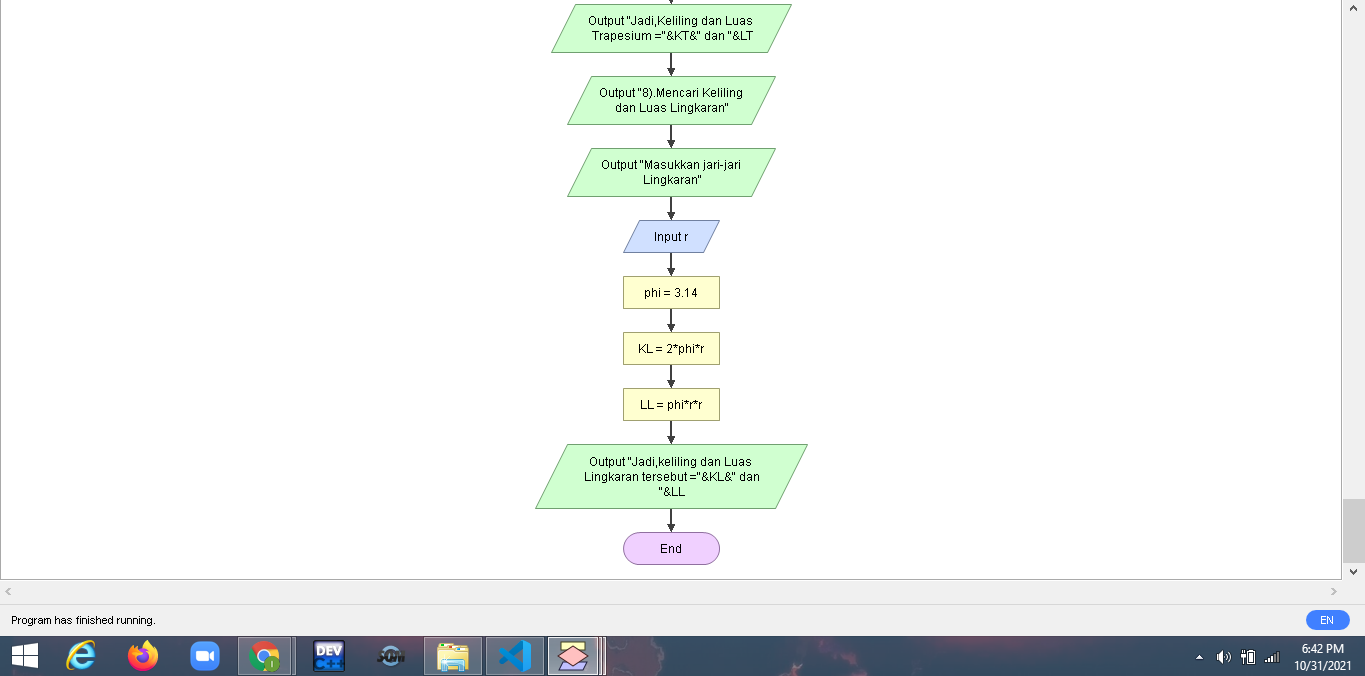 Output "Jadi,Keliling dan Luas
Trapesium ="&KT&" dan "&LT
Output "8).Mencari Keliling
dan Luas Lingkaran"
Output "Masukkan jari-jari
Lingkaran"
Input r
phi = 3.14
KL = 2*phi*r
LL = phi*r*r
Output "Jadi,keliling dan Luas
Lingkaran tersebut ="&KL&" dan
"&LL
End
Program has finished running.
EN
DEV
C++
6:42 PM
10/31/2021